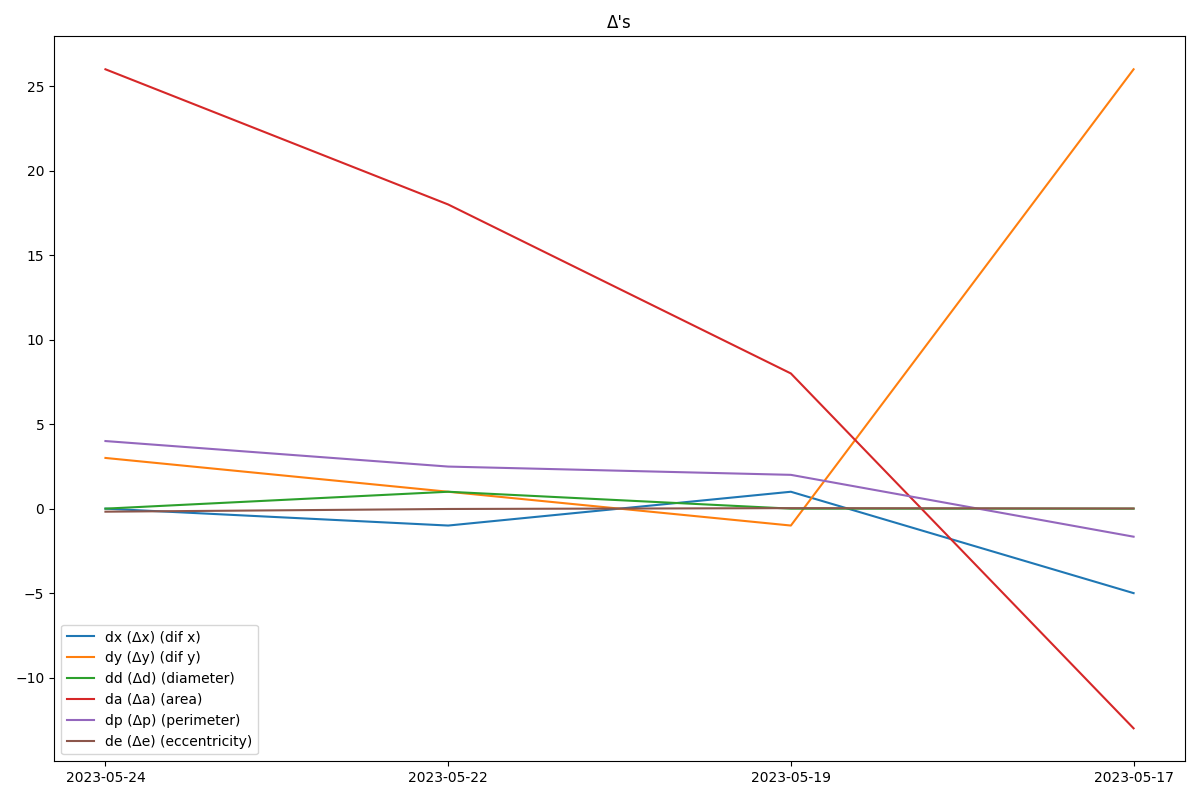 Δ's
25
20
15
10
5
0
−5
−10
dx (Δx) (dif x)
dy (Δy) (dif y)
dd (Δd) (diameter)
da (Δa) (area)
dp (Δp) (perimeter)
de (Δe) (eccentricity)
2023-05-24 2023-05-22 2023-05-19 2023-05-17